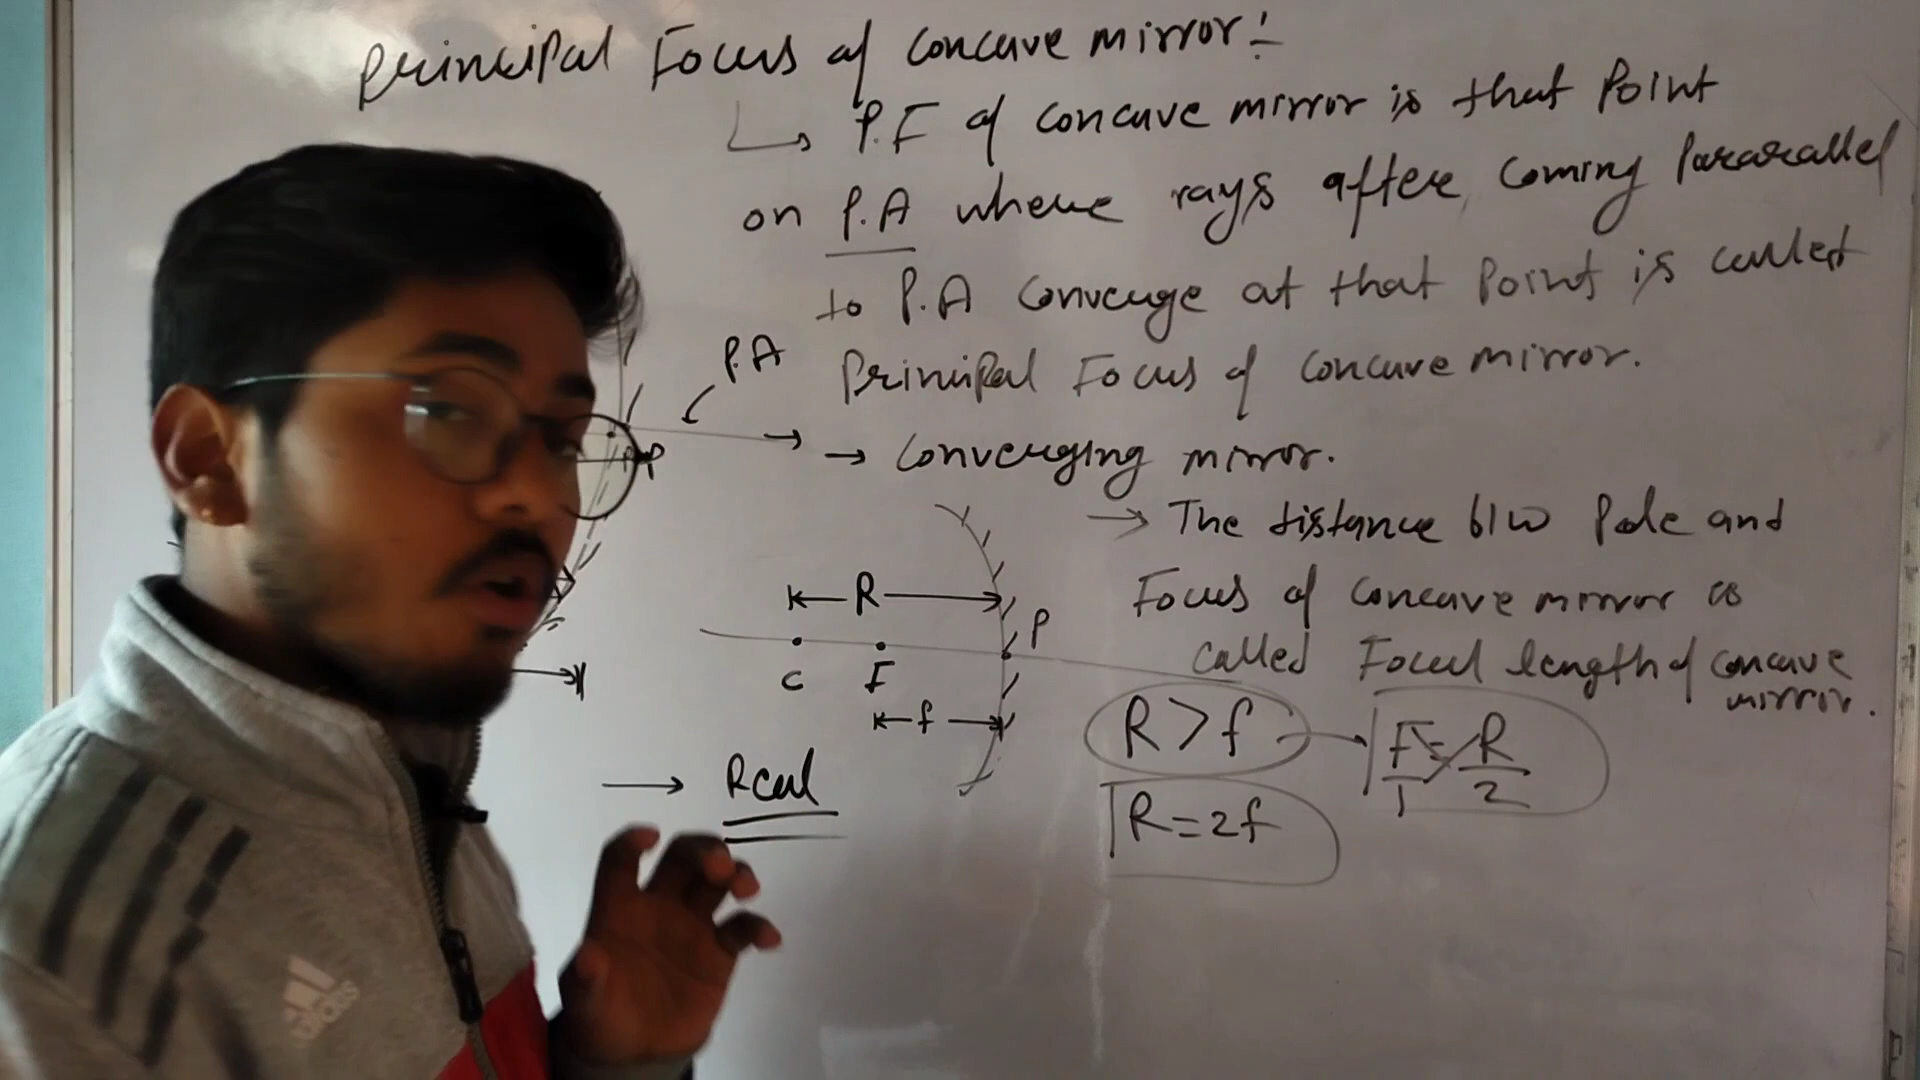 Principal Focus of concave mirror :-
P.F of concave mirror is that Point
on P.A where rays after coming Pararallel
to P.A converge at that Point is called
Principal Focus of concave mirror.
P.A
→ Converging mirror.
P
→ The distance b/w Pole and
Focus of concave mirror is
called Focal length of concave
mirror.
R
P
C F
f
R > f → F/1 = R/2
R = 2f
→ Real
adidas